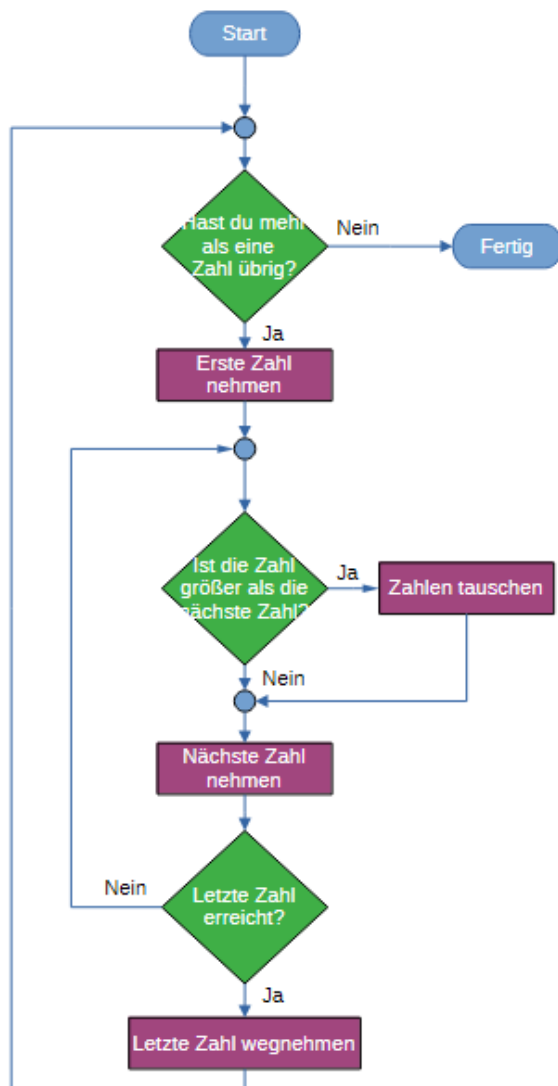 Start
Hast du mehr
als eine
Zahl übrig?
Nein
Fertig
Ja
Erste Zahl
nehmen
Ist die Zahl
größer als die
nächste Zahl?
Ja
Zahlen tauschen
Nein
Nächste Zahl
nehmen
Nein
Letzte Zahl
erreicht?
Ja
Letzte Zahl wegnehmen